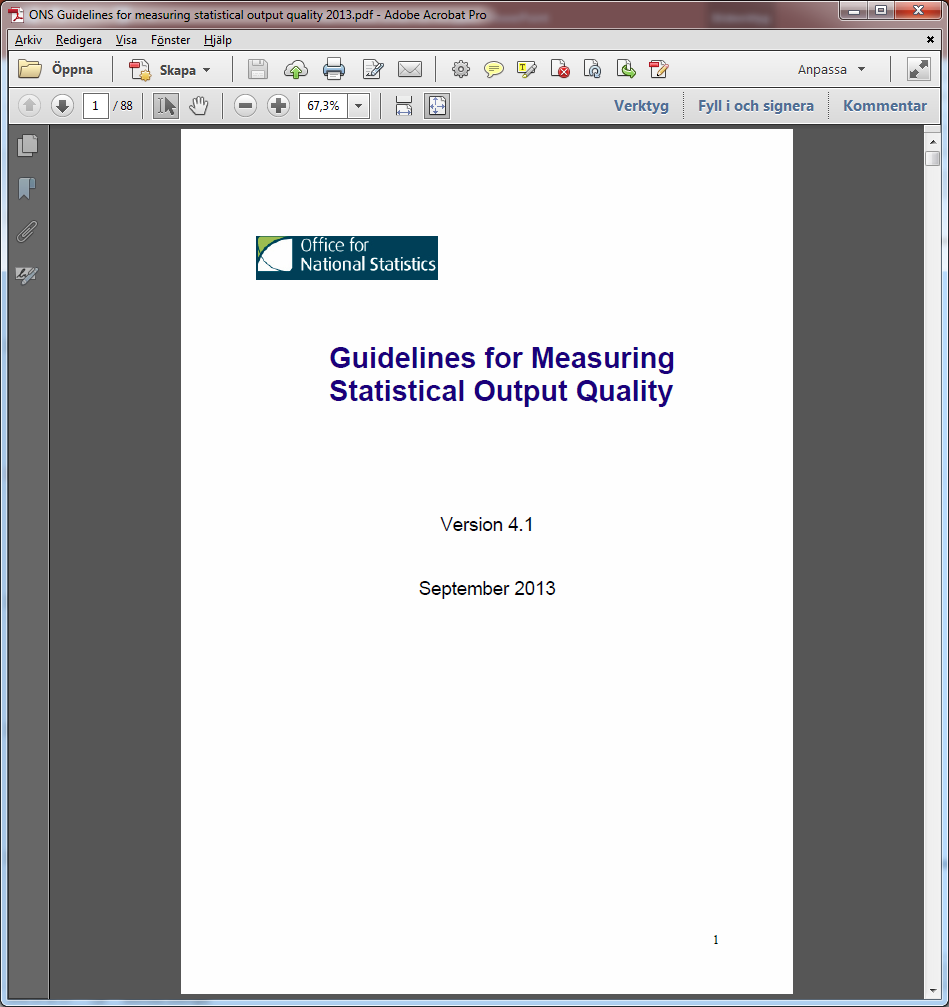 ONS Guidelines for measuring statistical output quality 2013.pdf - Adobe Acrobat Pro
Arkiv Redigera Visa Fönster Hjälp
Öppna Skapa Anpassa
1 / 88 67,3% Verktyg Fyll i och signera Kommentar
Office for
National Statistics
Guidelines for Measuring
Statistical Output Quality
Version 4.1
September 2013
1